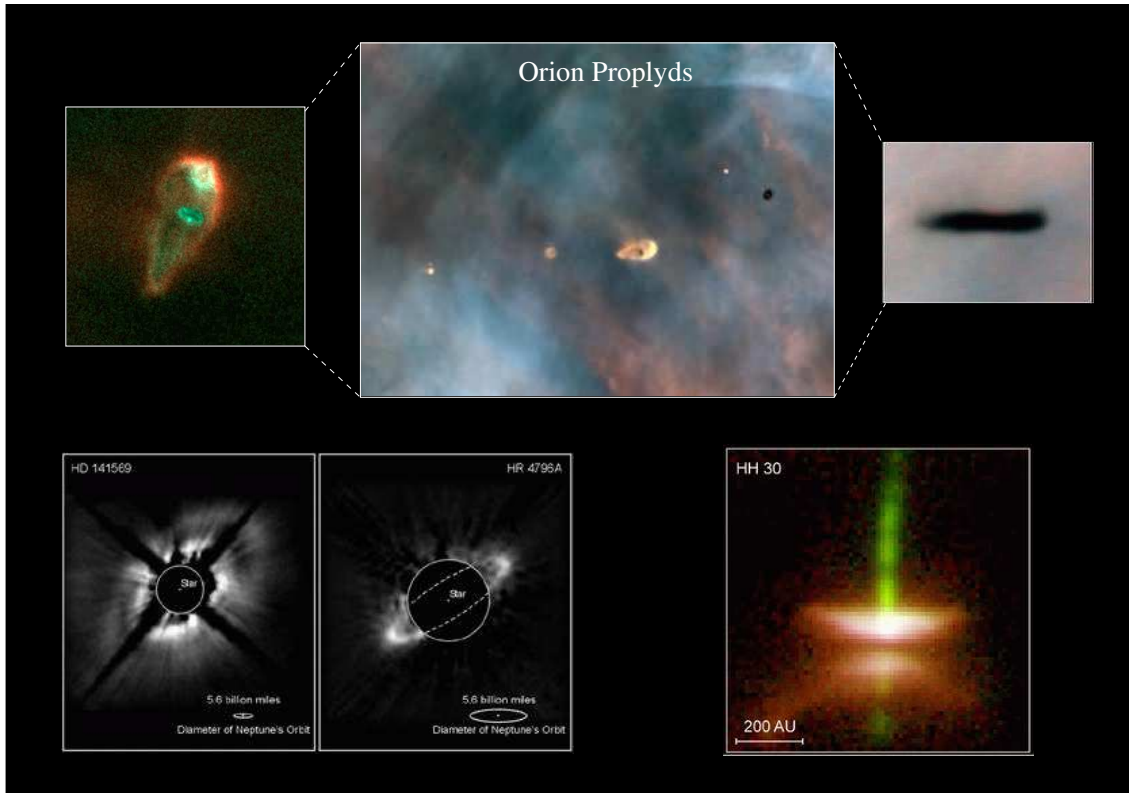 Orion Proplyds
HD 141569
Star
5.6 billion miles
Diameter of Neptune's Orbit
HR 4796A
Star
5.6 billion miles
Diameter of Neptune's Orbit
HH 30
200 AU